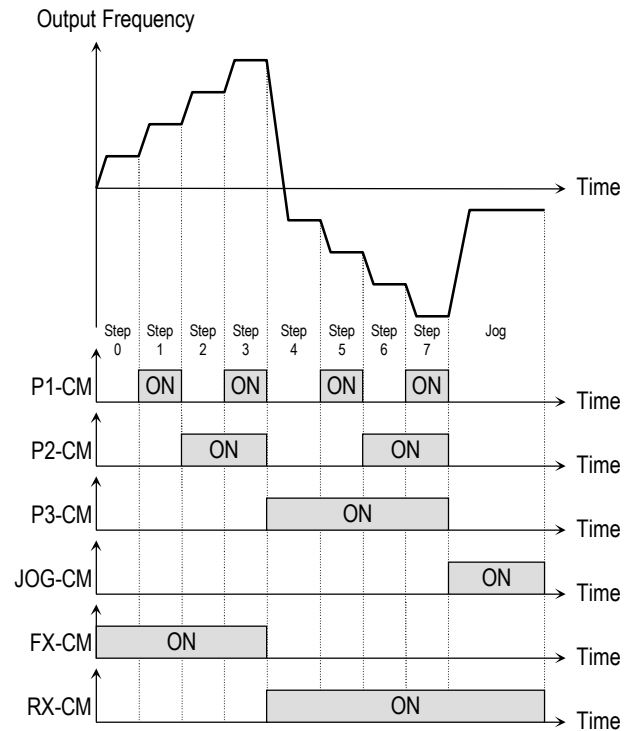 Output Frequency
Time
Step 0 Step 1 Step 2 Step 3 Step 4 Step 5 Step 6 Step 7 Jog
P1-CM ON ON ON ON Time
P2-CM ON ON Time
P3-CM ON Time
JOG-CM ON Time
FX-CM ON Time
RX-CM ON Time